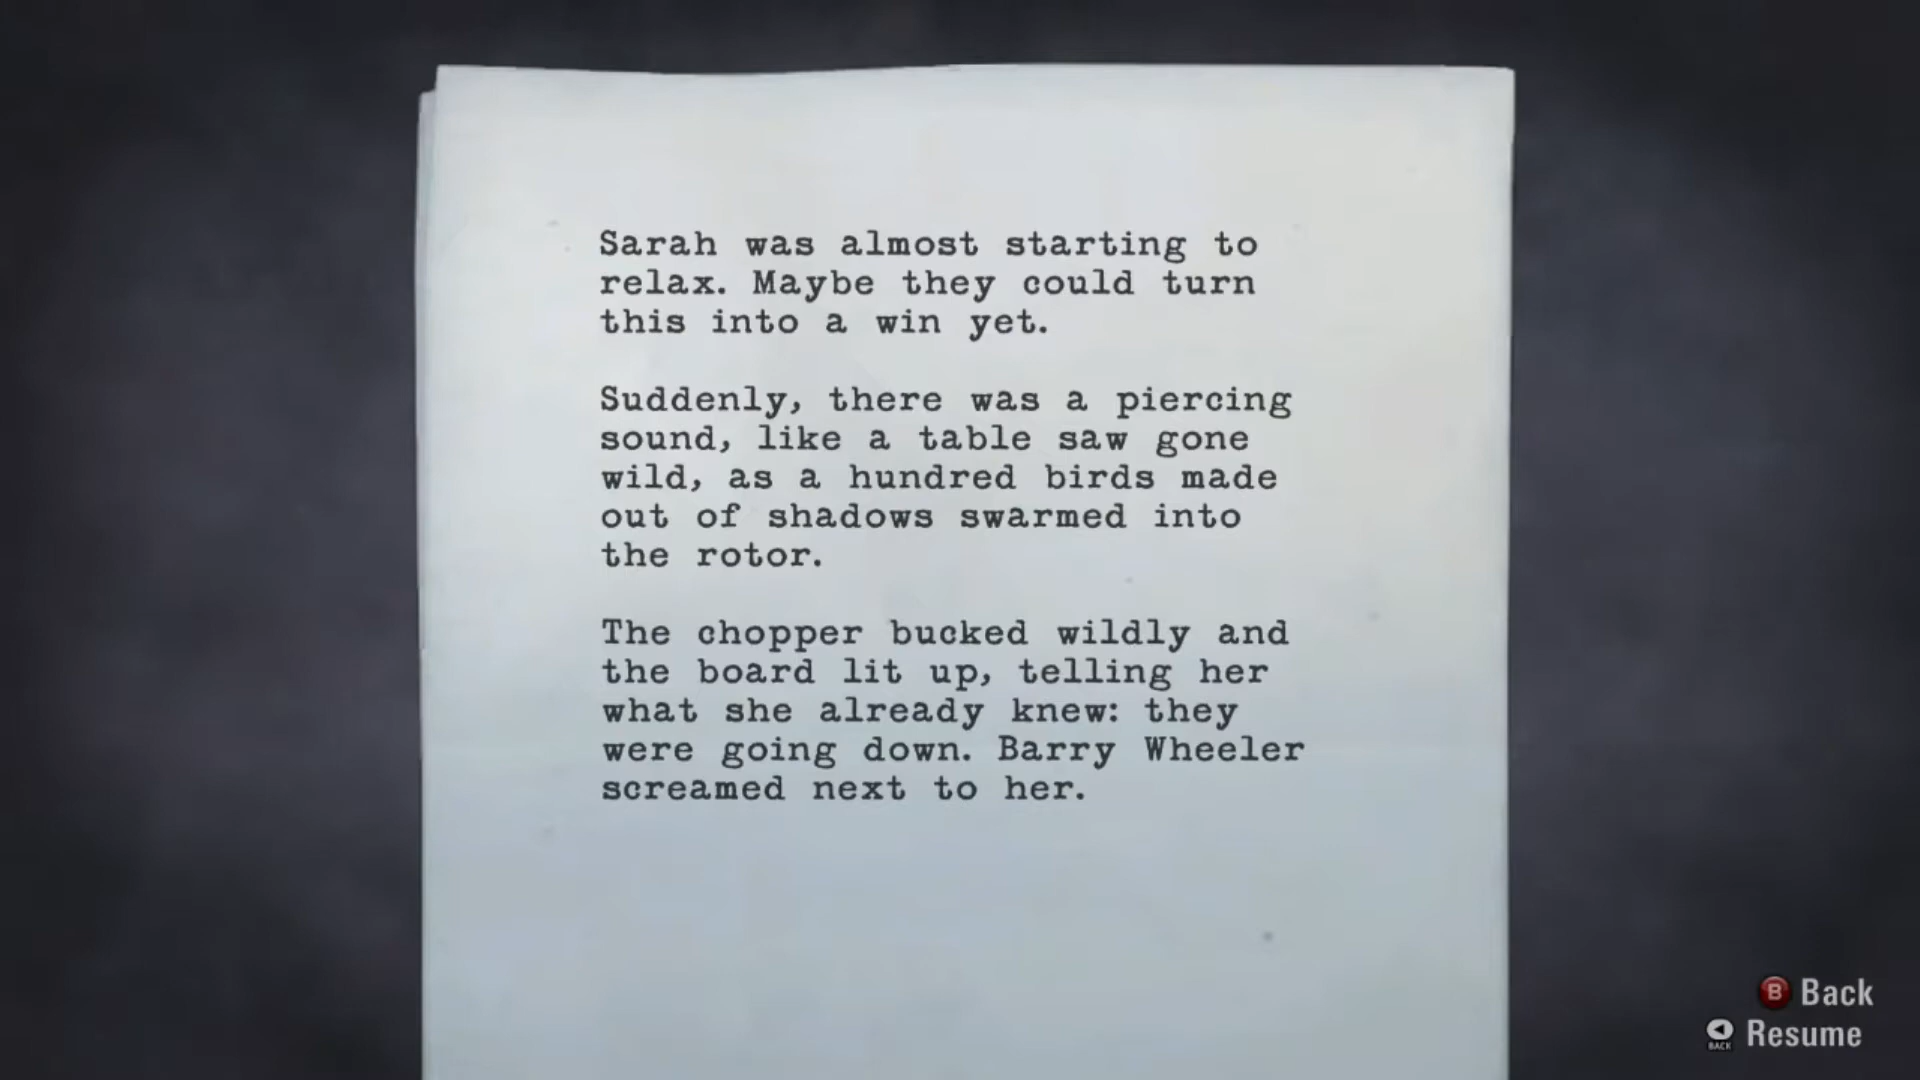 Sarah was almost starting to
relax. Maybe they could turn
this into a win yet.
Suddenly, there was a piercing
sound, like a table saw gone
wild, as a hundred birds made
out of shadows swarmed into
the rotor.
The chopper bucked wildly and
the board lit up, telling her
what she already knew: they
were going down. Barry Wheeler
screamed next to her.
B Back
BACK Resume